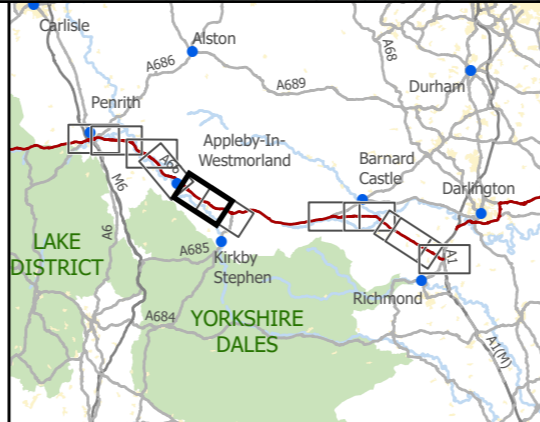 Carlisle
Alston
A68
A686
A689
Durham
Penrith
Appleby-In-
Westmorland
Barnard
Castle
Darlington
A66
M6
A6
LAKE
DISTRICT
A685
Kirkby
Stephen
A1
Richmond
A684
YORKSHIRE
DALES
A1(M)